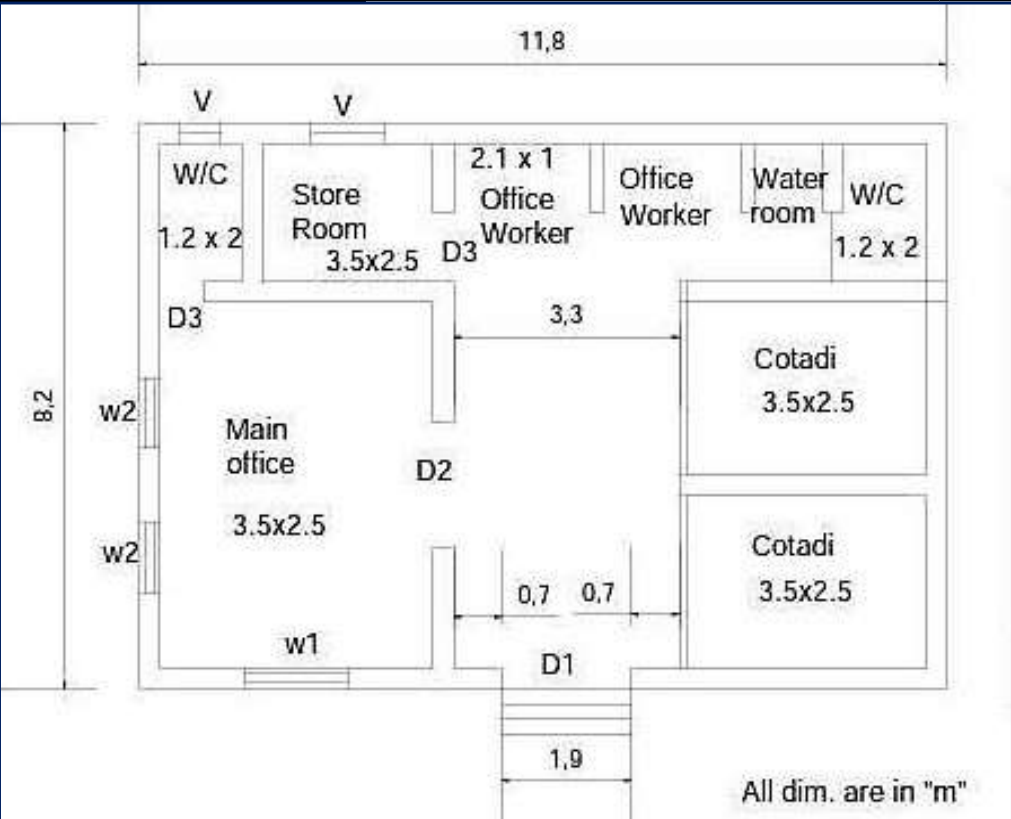 11,8
V
V
W/C
1.2 x 2
Store
Room
3.5x2.5
D3
2.1 x 1
Office
Worker
Office
Worker
Water
room
W/C
1.2 x 2
D3
3,3
Cotadi
3.5x2.5
8,2
w2
Main
office
D2
3.5x2.5
w2
Cotadi
3.5x2.5
0,7
0,7
w1
D1
1,9
All dim. are in "m"